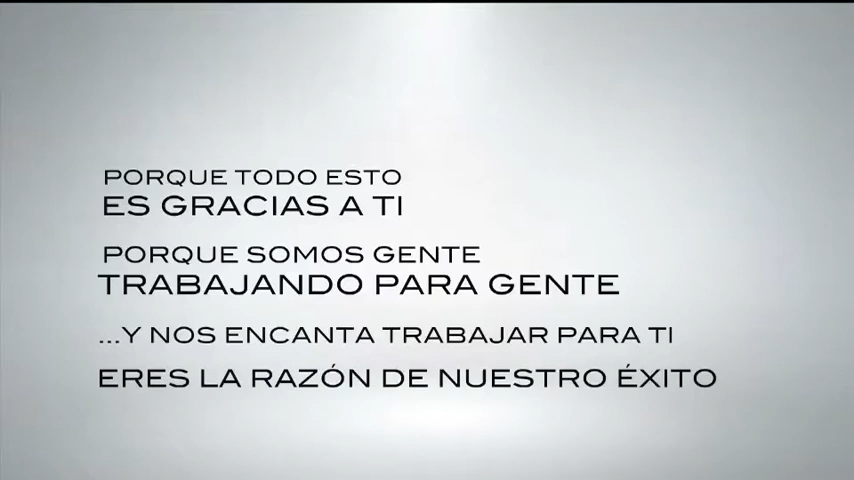 PORQUE TODO ESTO
ES GRACIAS A TI
PORQUE SOMOS GENTE
TRABAJANDO PARA GENTE
...Y NOS ENCANTA TRABAJAR PARA TI
ERES LA RAZÓN DE NUESTRO ÉXITO